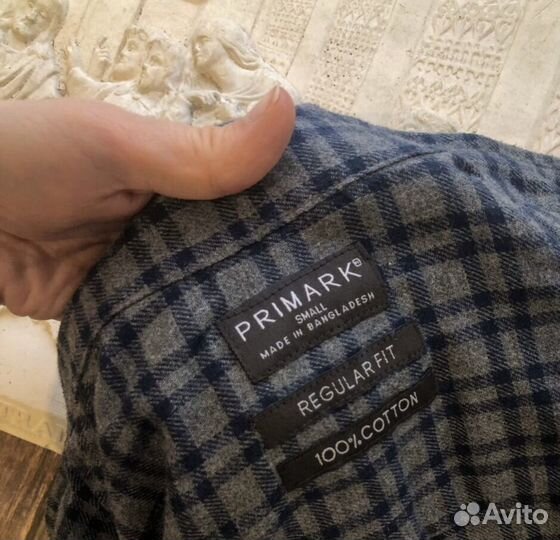 PRIMARK®
SMALL
MADE IN BANGLADESH
REGULAR FIT
100% COTTON
Avito